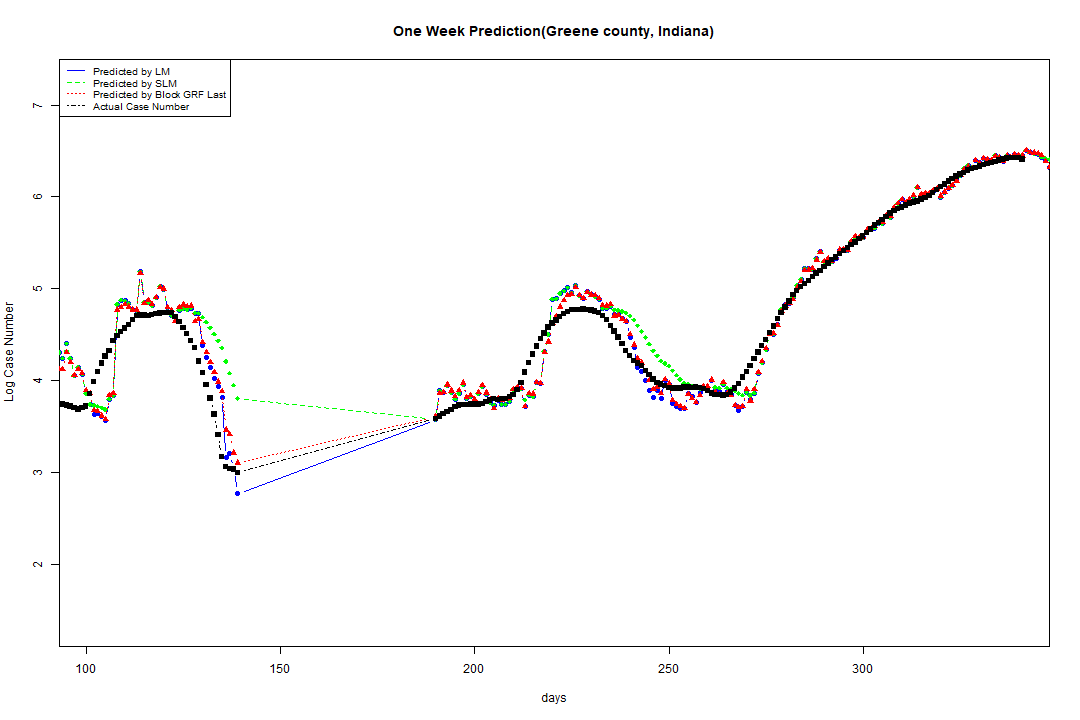 One Week Prediction(Greene county, Indiana)
Predicted by LM
Predicted by SLM
Predicted by Block GRF Last
Actual Case Number
7
6
5
4
3
2
Log Case Number
100 150 200 250 300
days